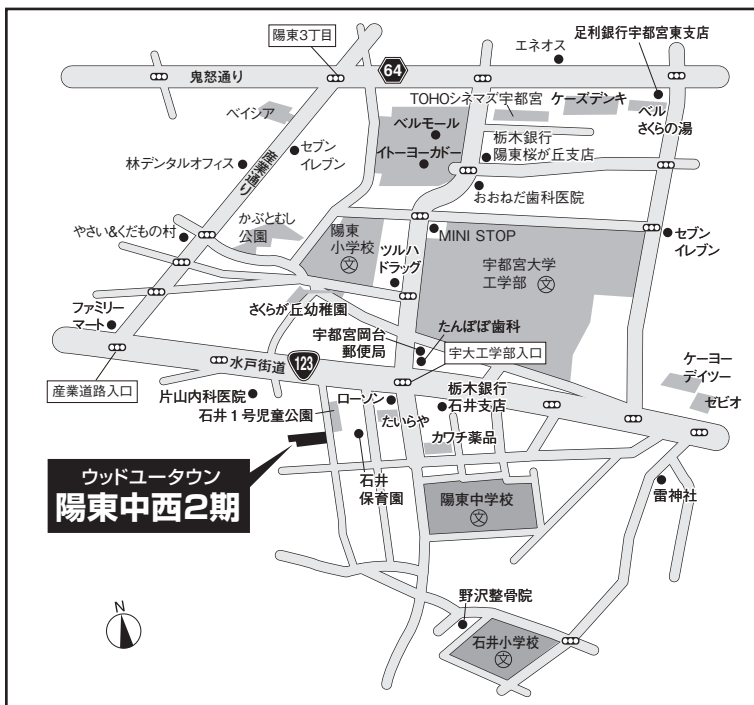 陽東3丁目
足利銀行宇都宮東支店
エネオス
鬼怒通り
64
TOHOシネマズ宇都宮
ケーズデンキ
ベイシア
ベルモール
ベル
さくらの湯
セブン
イレブン
イトーヨーカドー
栃木銀行
陽東桜が丘支店
林デンタルオフィス
産業通り
おおねだ歯科医院
かぶとむし
公園
やさい&くだもの村
陽東
小学校
文
MINI STOP
セブン
イレブン
ツルハ
ドラッグ
宇都宮大学
工学部
文
さくらが丘幼稚園
ファミリー
マート
宇都宮岡台
郵便局
たんぽぽ歯科
宇大工学部入口
水戸街道
123
ケーヨー
デイツー
産業道路入口
片山内科医院
ローソン
栃木銀行
石井支店
ゼビオ
石井1号児童公園
たいらや
カワチ薬品
ウッドユータウン
陽東中西2期
石井
保育園
陽東中学校
文
雷神社
野沢整骨院
N
石井小学校
文